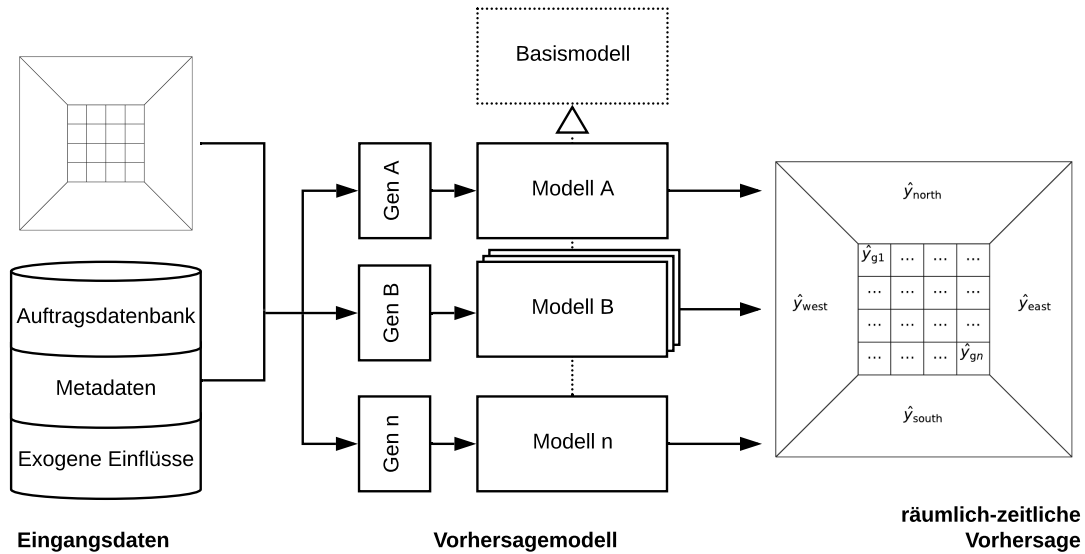 Basismodell
Auftragsdatenbank
Metadaten
Exogene Einflüsse
Gen A
Modell A
Gen B
Modell B
Gen n
Modell n
ŷnorth
ŷg1 ... ... ...
ŷwest ... ... ... ... ŷeast
... ... ... ...
... ... ... ŷgn
ŷsouth
Eingangsdaten
Vorhersagemodell
räumlich-zeitliche
Vorhersage